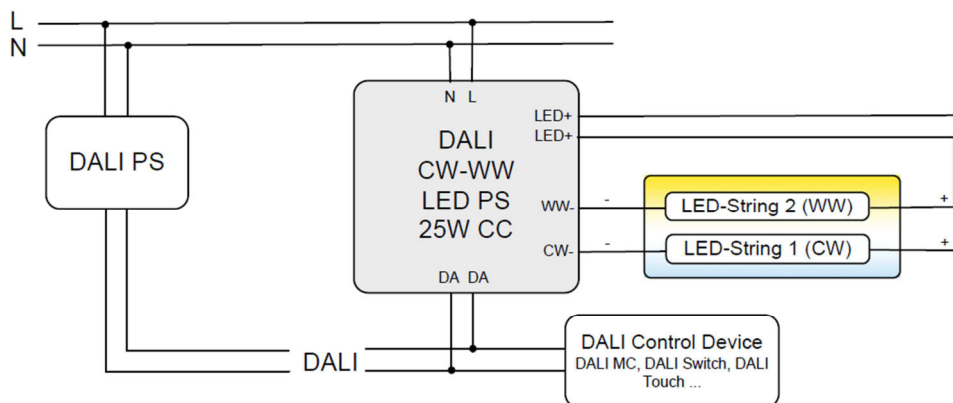 L
N
N L
LED+
LED+
DALI PS
DALI
CW-WW
LED PS
25W CC
WW-
-
LED-String 2 (WW)
+
CW-
-
LED-String 1 (CW)
+
DA DA
DALI
DALI Control Device
DALI MC, DALI Switch, DALI
Touch ...